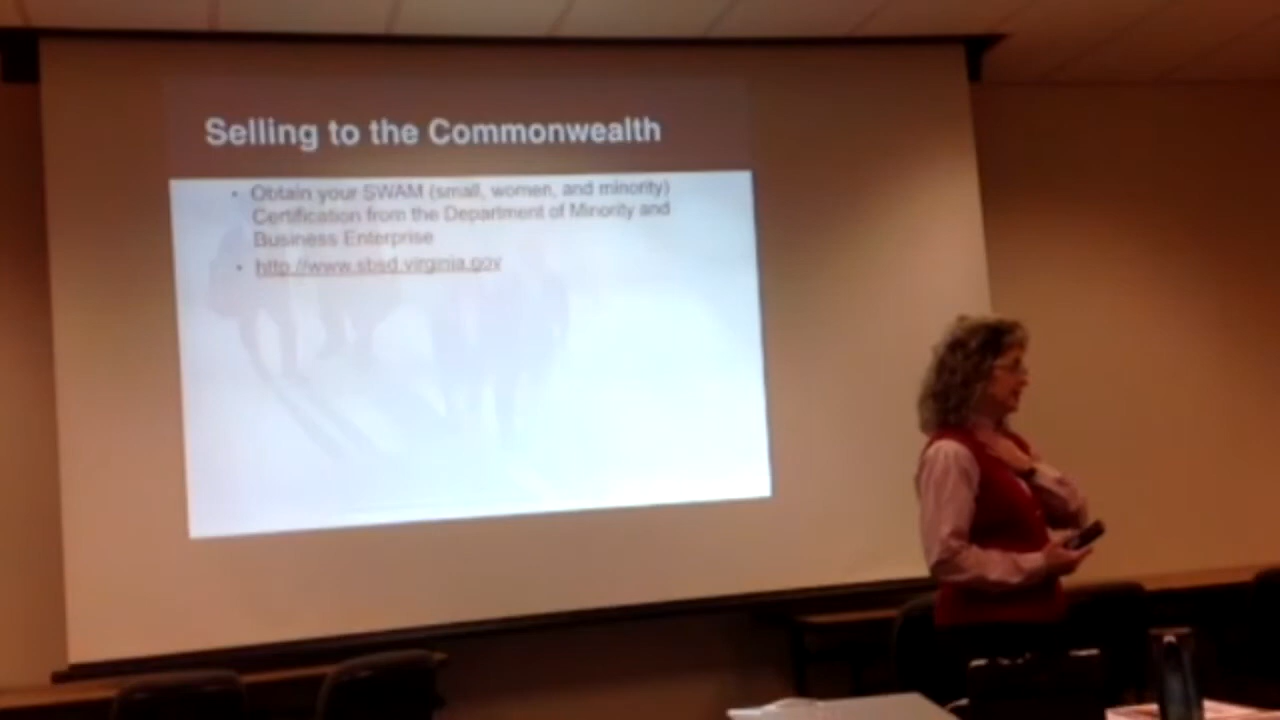 Selling to the Commonwealth
• Obtain your SWAM (small, women, and minority)
Certification from the Department of Minority and
Business Enterprise
• http://www.sbsd.virginia.gov